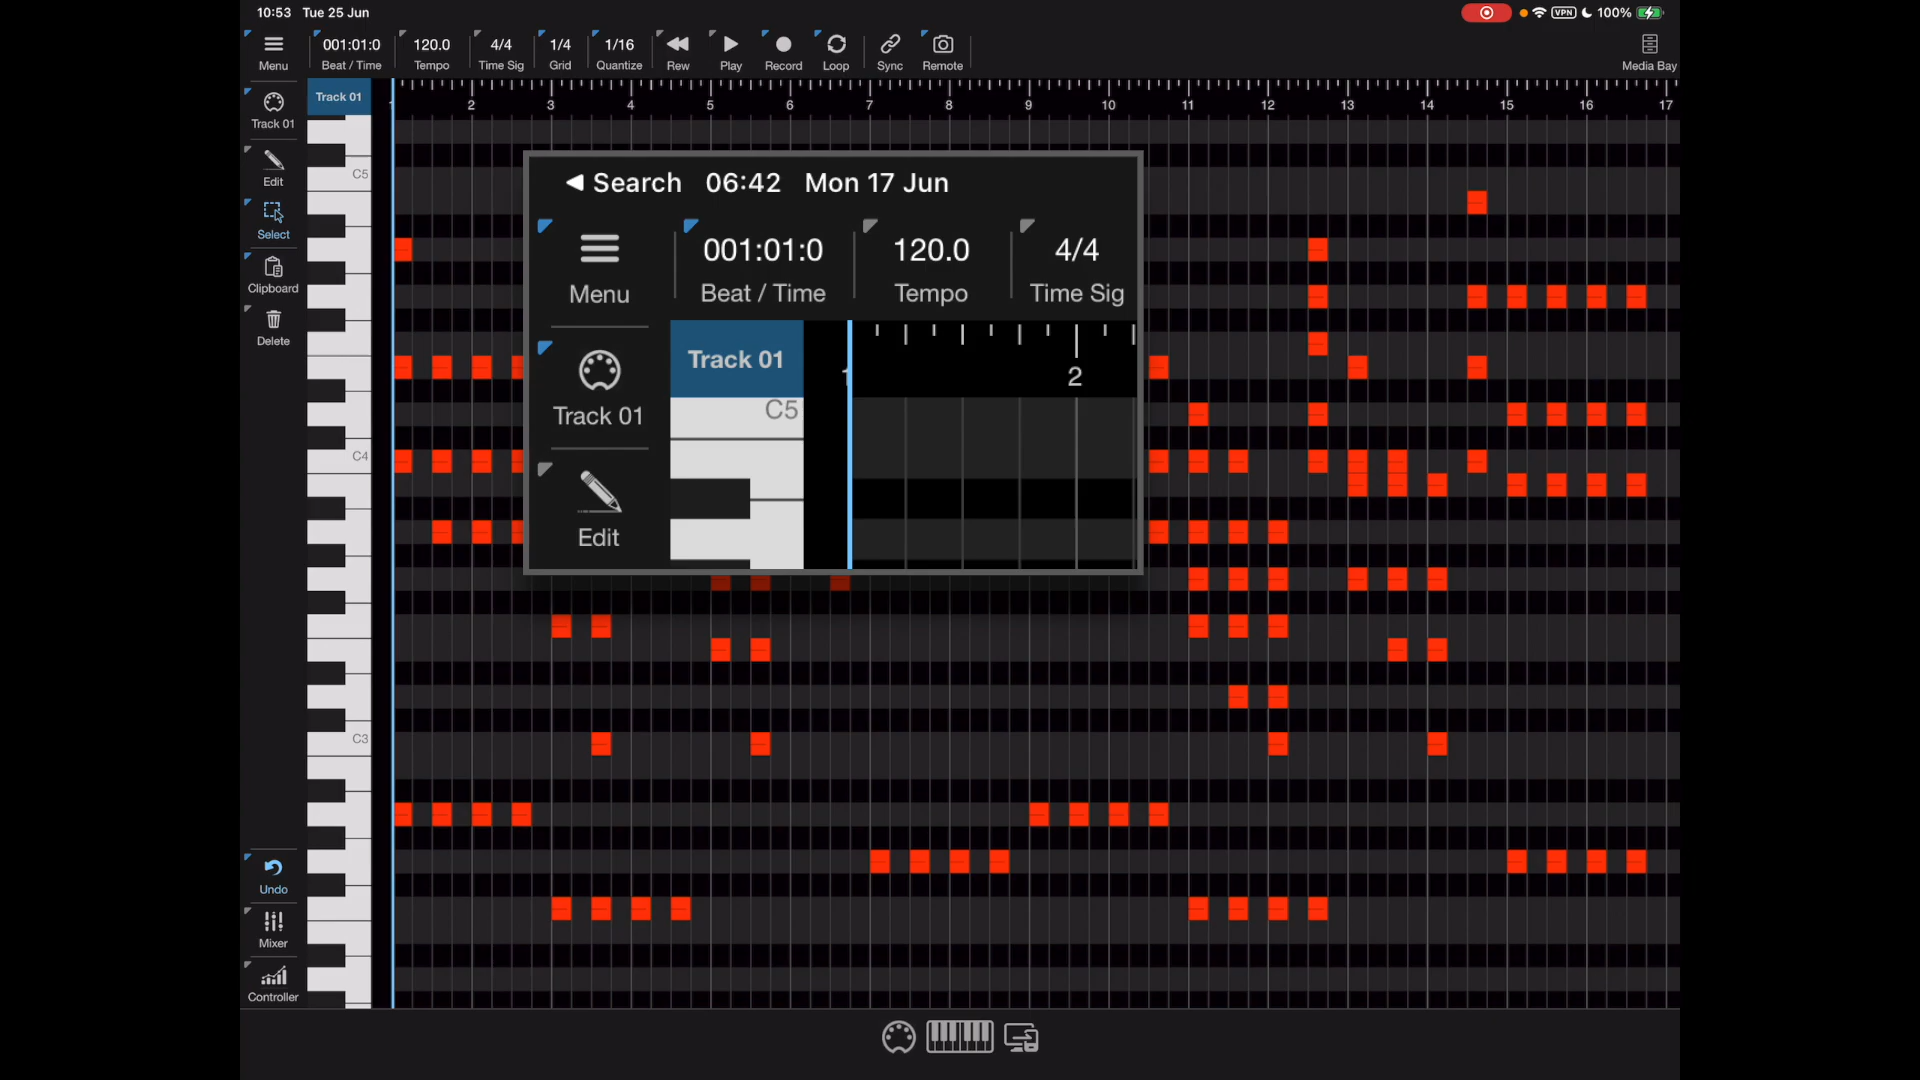 10:53 Tue 25 Jun
VPN 100%
001:01:0 120.0 4/4 1/4 1/16
Menu Beat / Time Tempo Time Sig Grid Quantize Rew Play Record Loop Sync Remote Media Bay
Track 01
1 2 3 4 5 6 7 8 9 10 11 12 13 14 15 16 17
Track 01
Edit
Select
Clipboard
Delete
Undo
Mixer
Controller
C5
C4
C3
◀ Search 06:42 Mon 17 Jun
001:01:0 120.0 4/4
Menu Beat / Time Tempo Time Sig
Track 01
1 2
Track 01
C5
Edit